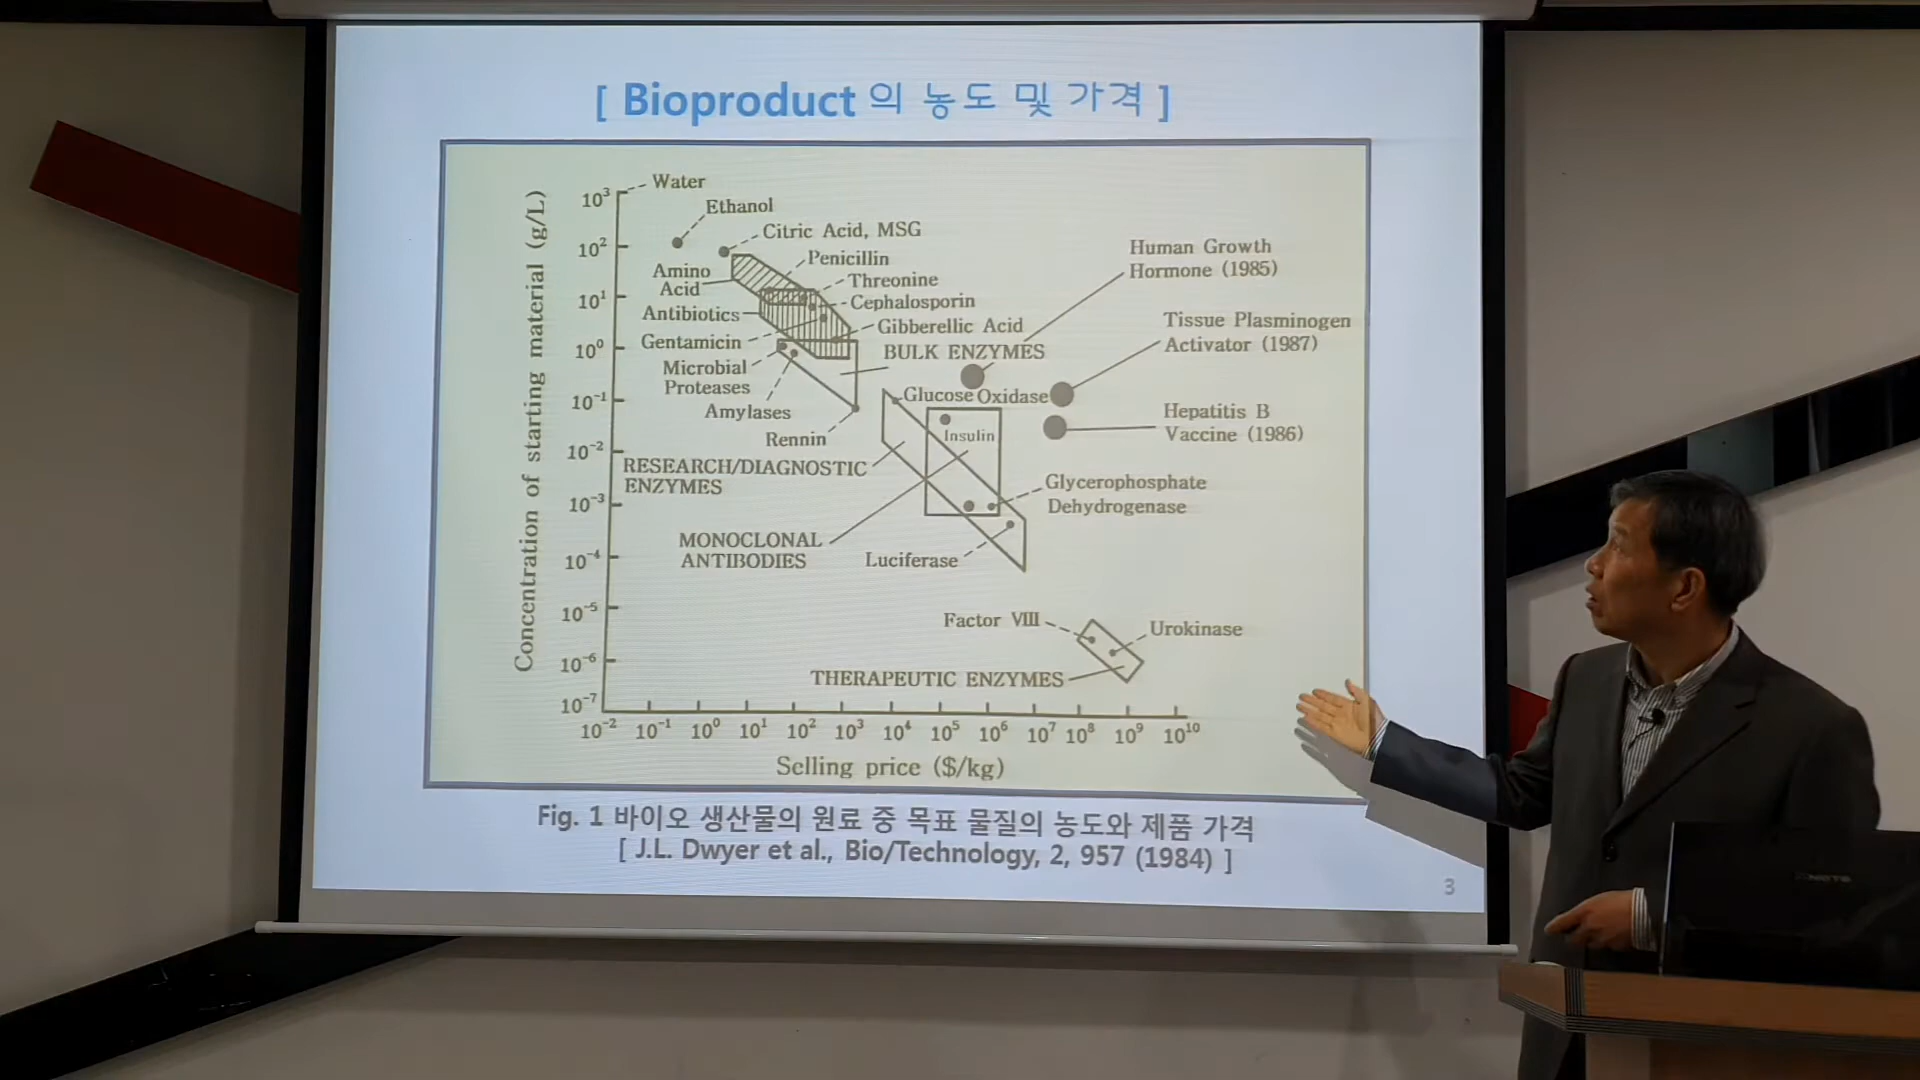 [ Bioproduct 의 농도 및 가격 ]
Concentration of starting material (g/L)
10³
10²
10¹
10⁰
10⁻¹
10⁻²
10⁻³
10⁻⁴
10⁻⁵
10⁻⁶
10⁻⁷
Water
Ethanol
Citric Acid, MSG
Penicillin
Amino
Acid
Threonine
Cephalosporin
Antibiotics
Gibberellic Acid
Gentamicin
BULK ENZYMES
Microbial
Proteases
Amylases
Rennin
Human Growth
Hormone (1985)
Tissue Plasminogen
Activator (1987)
Glucose Oxidase
Hepatitis B
Vaccine (1986)
Insulin
RESEARCH/DIAGNOSTIC
ENZYMES
Glycerophosphate
Dehydrogenase
MONOCLONAL
ANTIBODIES
Luciferase
Factor VIII
Urokinase
THERAPEUTIC ENZYMES
10⁻² 10⁻¹ 10⁰ 10¹ 10² 10³ 10⁴ 10⁵ 10⁶ 10⁷ 10⁸ 10⁹ 10¹⁰
Selling price ($/kg)
Fig. 1 바이오 생산물의 원료 중 목표 물질의 농도와 제품 가격
[ J.L. Dwyer et al., Bio/Technology, 2, 957 (1984) ]
3